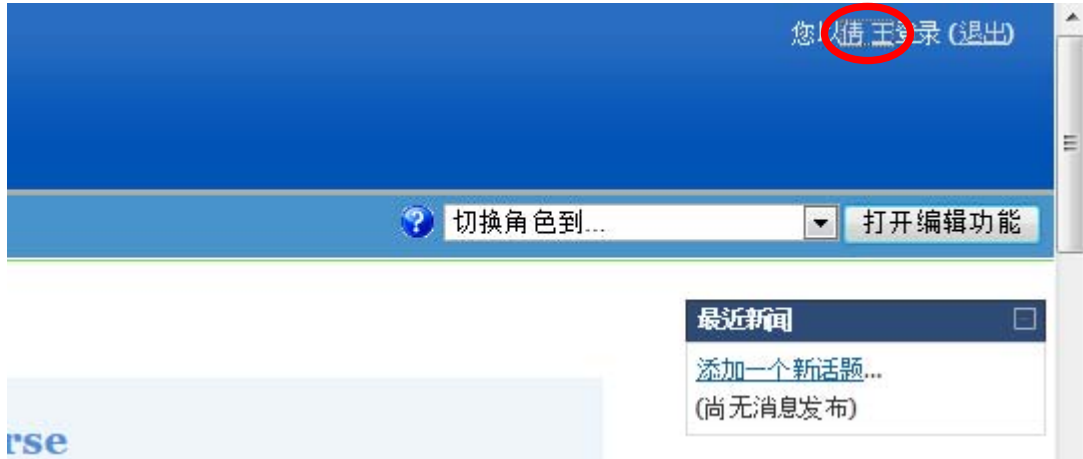 您以倩 王登录 (退出)
切换角色到... 打开编辑功能
最近新闻
添加一个新话题...
(尚无消息发布)
rse